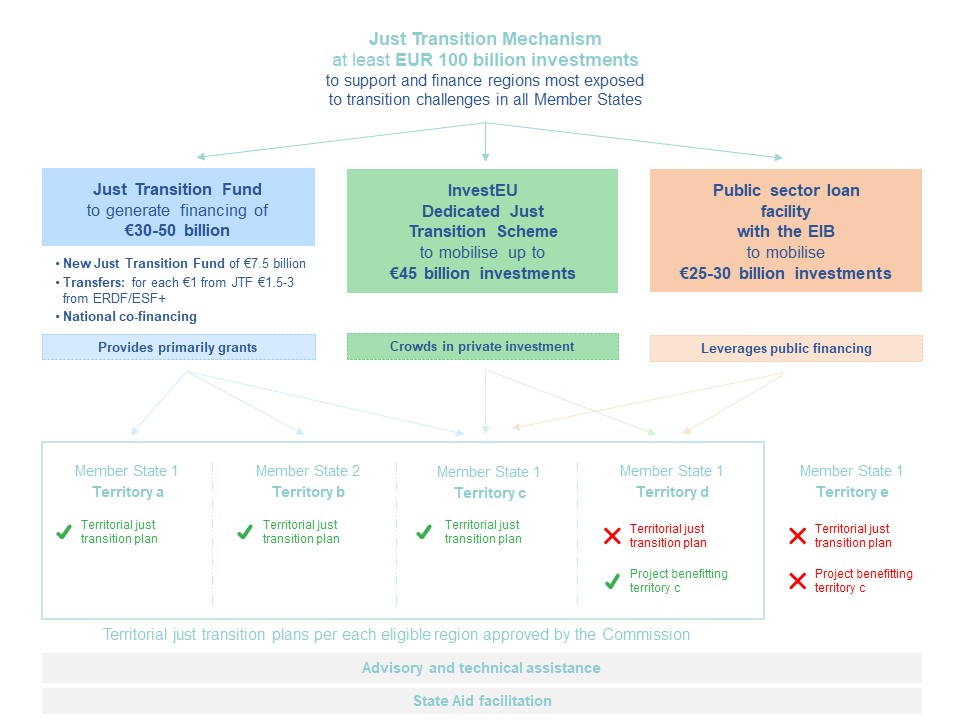 Just Transition Mechanism
at least EUR 100 billion investments
to support and finance regions most exposed
to transition challenges in all Member States
Just Transition Fund
to generate financing of
€30-50 billion
• New Just Transition Fund of €7.5 billion
• Transfers: for each €1 from JTF €1.5-3
from ERDF/ESF+
• National co-financing
Provides primarily grants
InvestEU
Dedicated Just
Transition Scheme
to mobilise up to
€45 billion investments
Crowds in private investment
Public sector loan
facility
with the EIB
to mobilise
€25-30 billion investments
Leverages public financing
Member State 1
Territory a
Territorial just
transition plan
Member State 2
Territory b
Territorial just
transition plan
Member State 1
Territory c
Territorial just
transition plan
Member State 1
Territory d
Territorial just
transition plan
Project benefitting
territory c
Member State 1
Territory e
Territorial just
transition plan
Project benefitting
territory c
Territorial just transition plans per each eligible region approved by the Commission
Advisory and technical assistance
State Aid facilitation